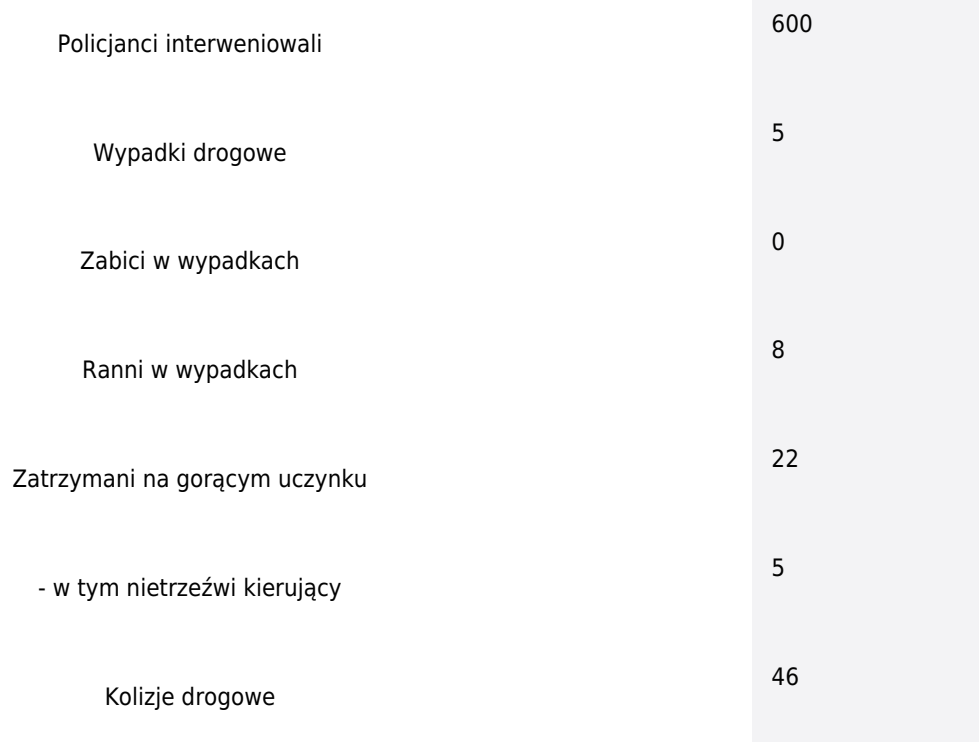 Policjanci interweniowali 600
Wypadki drogowe 5
Zabici w wypadkach 0
Ranni w wypadkach 8
Zatrzymani na gorącym uczynku 22
- w tym nietrzeźwi kierujący 5
Kolizje drogowe 46